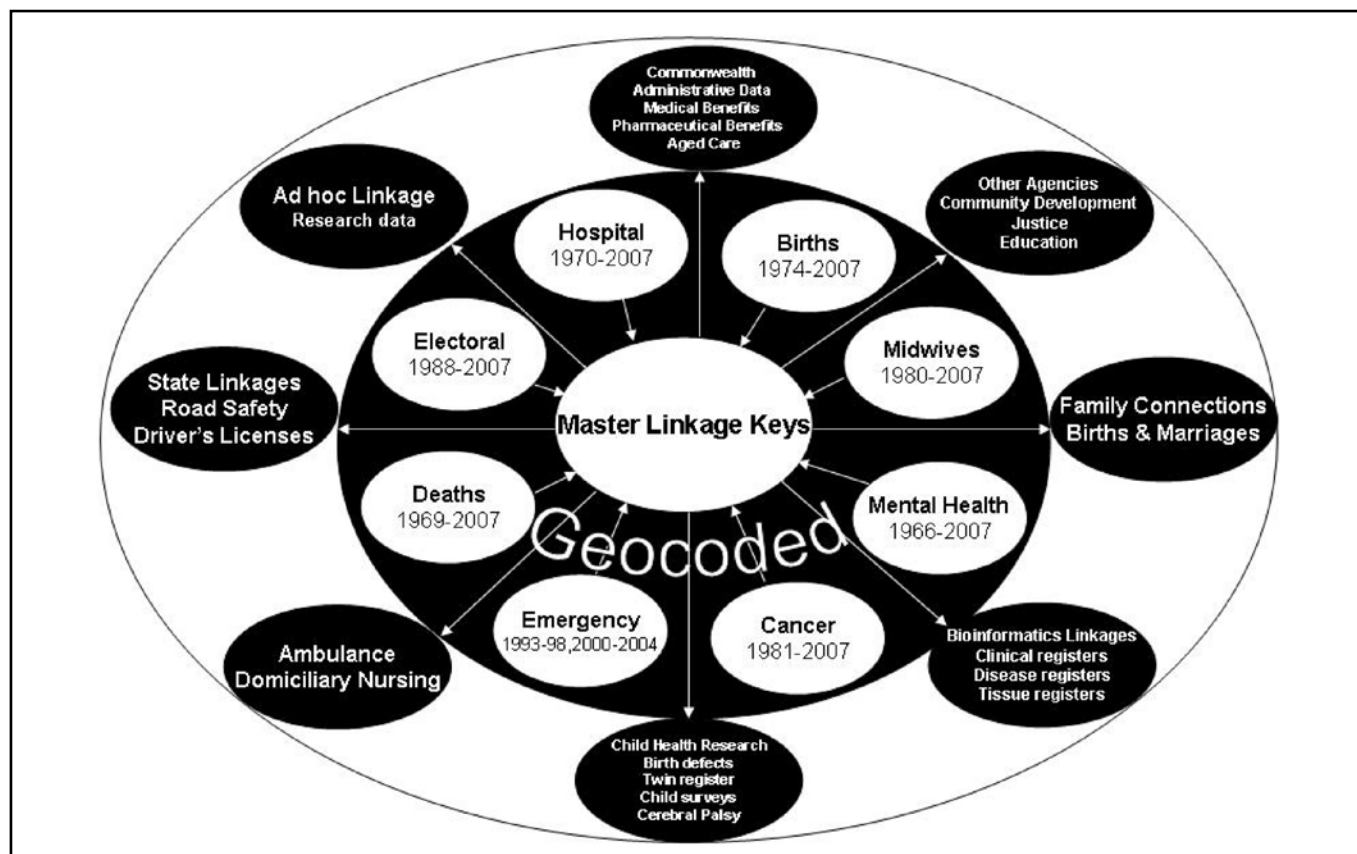 Commonwealth
Administrative Data
Medical Benefits
Pharmaceutical Benefits
Aged Care
Ad hoc Linkage
Research data
Other Agencies
Community Development
Justice
Education
Hospital
1970-2007
Births
1974-2007
Electoral
1988-2007
Midwives
1980-2007
State Linkages
Road Safety
Driver's Licenses
Master Linkage Keys
Family Connections
Births & Marriages
Deaths
1969-2007
Mental Health
1966-2007
Geocoded
Emergency
1993-98,2000-2004
Cancer
1981-2007
Ambulance
Domiciliary Nursing
Bioinformatics Linkages
Clinical registers
Disease registers
Tissue registers
Child Health Research
Birth defects
Twin register
Child surveys
Cerebral Palsy